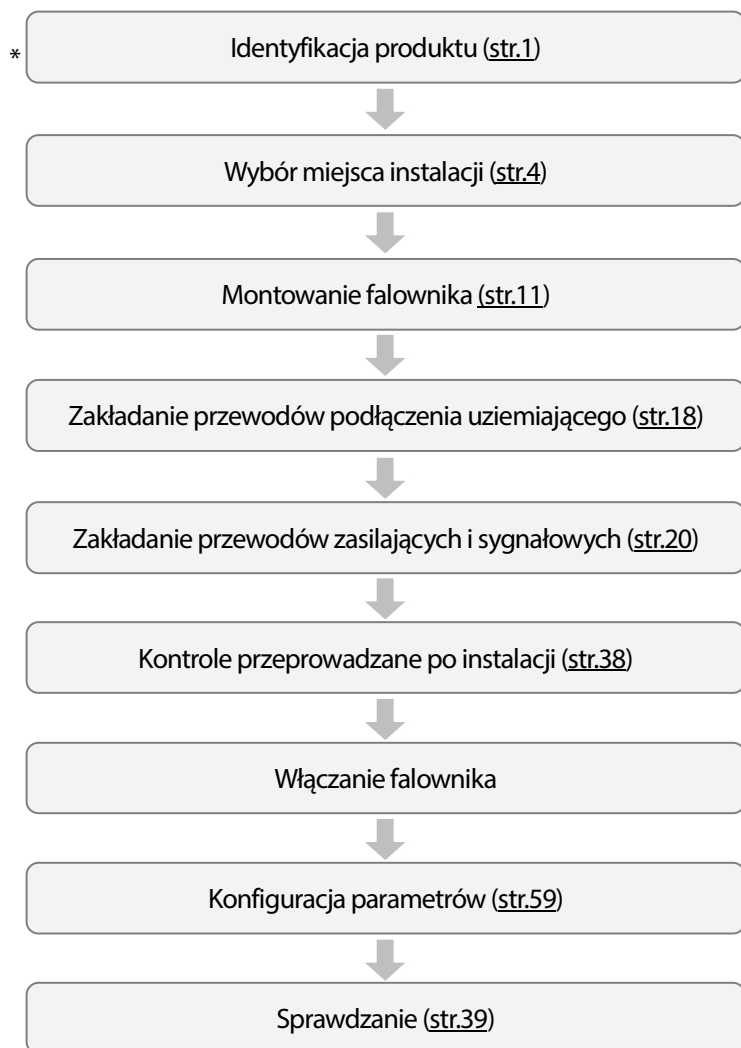 * Identyfikacja produktu (str.1)
Wybór miejsca instalacji (str.4)
Montowanie falownika (str.11)
Zakładanie przewodów podłączenia uziemiającego (str.18)
Zakładanie przewodów zasilających i sygnałowych (str.20)
Kontrole przeprowadzane po instalacji (str.38)
Włączanie falownika
Konfiguracja parametrów (str.59)
Sprawdzanie (str.39)